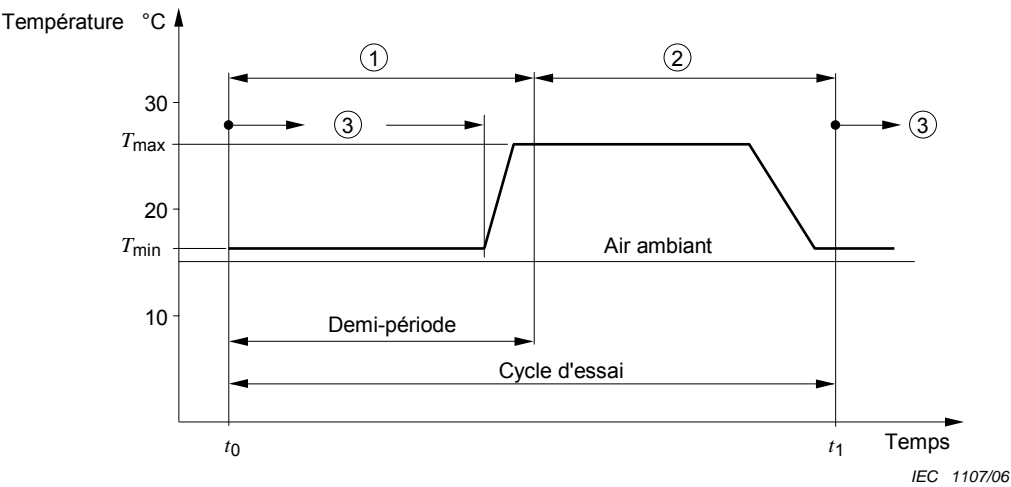 Température °C
① ②
30
③ ③
Tmax
20
Tmin
Air ambiant
10
Demi-période
Cycle d'essai
t0 t1 Temps
IEC 1107/06